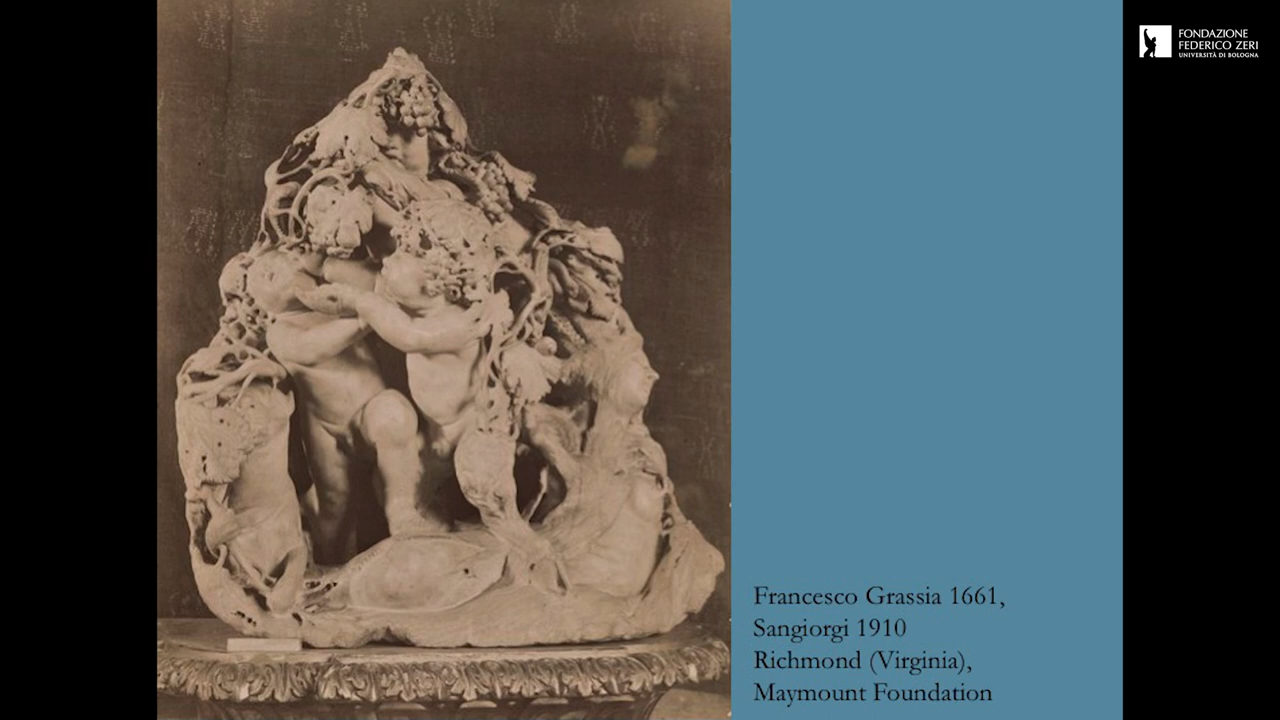 FONDAZIONE
FEDERICO ZERI
UNIVERSITÀ DI BOLOGNA
Francesco Grassia 1661,
Sangiorgi 1910
Richmond (Virginia),
Maymount Foundation